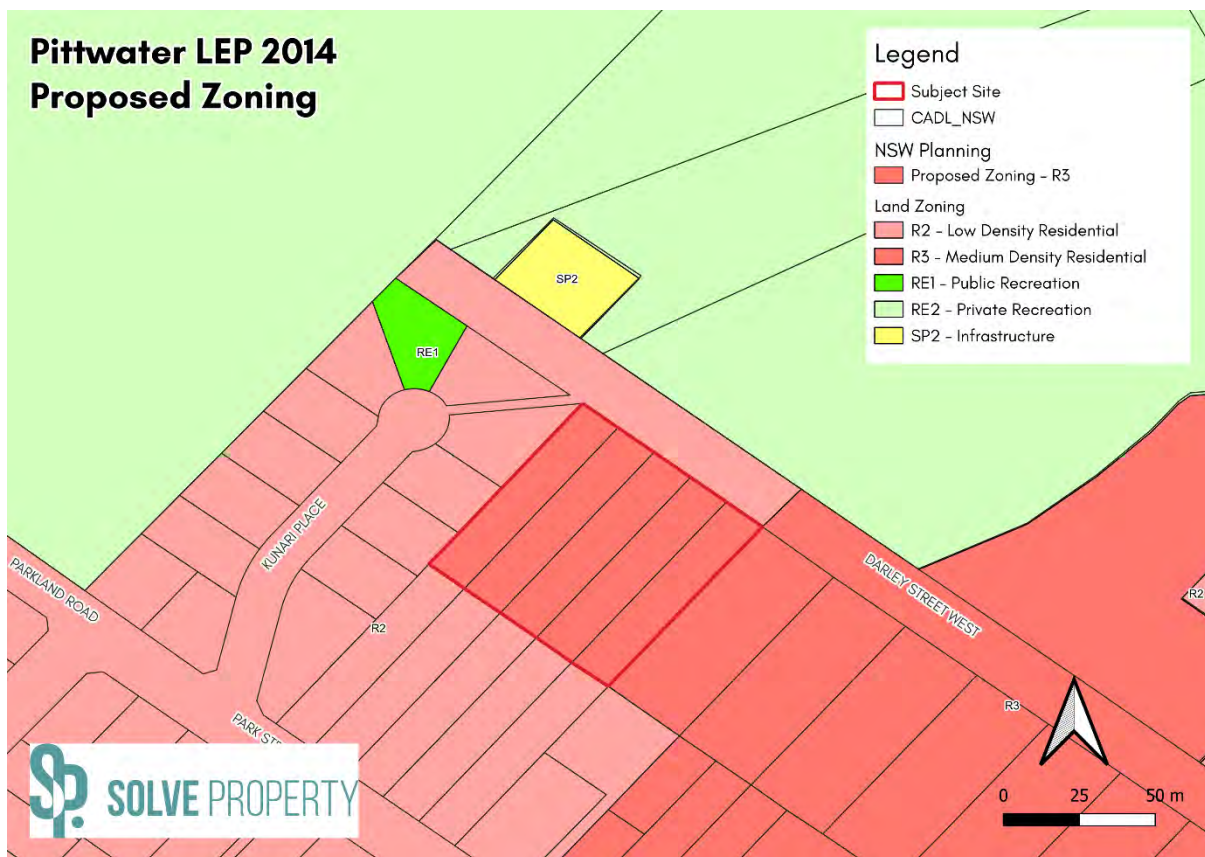 Pittwater LEP 2014
Proposed Zoning
Legend
Subject Site
CADL_NSW
NSW Planning
Proposed Zoning - R3
Land Zoning
R2 - Low Density Residential
R3 - Medium Density Residential
RE1 - Public Recreation
RE2 - Private Recreation
SP2 - Infrastructure
SP2
RE1
KUNARI PLACE
PARKLAND ROAD
DARLEY STREET WEST
R2
R2
R3
PARK STR
SP. SOLVE PROPERTY
0 25 50 m